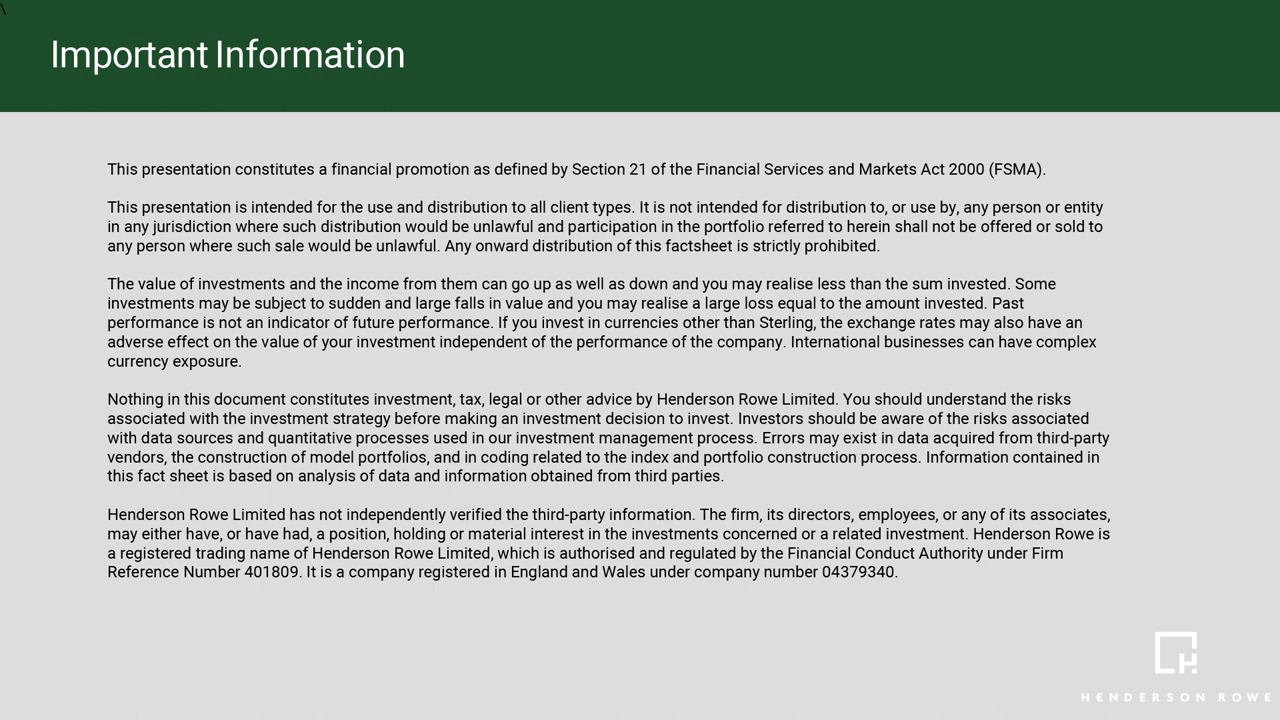 \
Important Information
This presentation constitutes a financial promotion as defined by Section 21 of the Financial Services and Markets Act 2000 (FSMA).
This presentation is intended for the use and distribution to all client types. It is not intended for distribution to, or use by, any person or entity
in any jurisdiction where such distribution would be unlawful and participation in the portfolio referred to herein shall not be offered or sold to
any person where such sale would be unlawful. Any onward distribution of this factsheet is strictly prohibited.
The value of investments and the income from them can go up as well as down and you may realise less than the sum invested. Some
investments may be subject to sudden and large falls in value and you may realise a large loss equal to the amount invested. Past
performance is not an indicator of future performance. If you invest in currencies other than Sterling, the exchange rates may also have an
adverse effect on the value of your investment independent of the performance of the company. International businesses can have complex
currency exposure.
Nothing in this document constitutes investment, tax, legal or other advice by Henderson Rowe Limited. You should understand the risks
associated with the investment strategy before making an investment decision to invest. Investors should be aware of the risks associated
with data sources and quantitative processes used in our investment management process. Errors may exist in data acquired from third-party
vendors, the construction of model portfolios, and in coding related to the index and portfolio construction process. Information contained in
this fact sheet is based on analysis of data and information obtained from third parties.
Henderson Rowe Limited has not independently verified the third-party information. The firm, its directors, employees, or any of its associates,
may either have, or have had, a position, holding or material interest in the investments concerned or a related investment. Henderson Rowe is
a registered trading name of Henderson Rowe Limited, which is authorised and regulated by the Financial Conduct Authority under Firm
Reference Number 401809. It is a company registered in England and Wales under company number 04379340.
H
HENDERSON ROWE